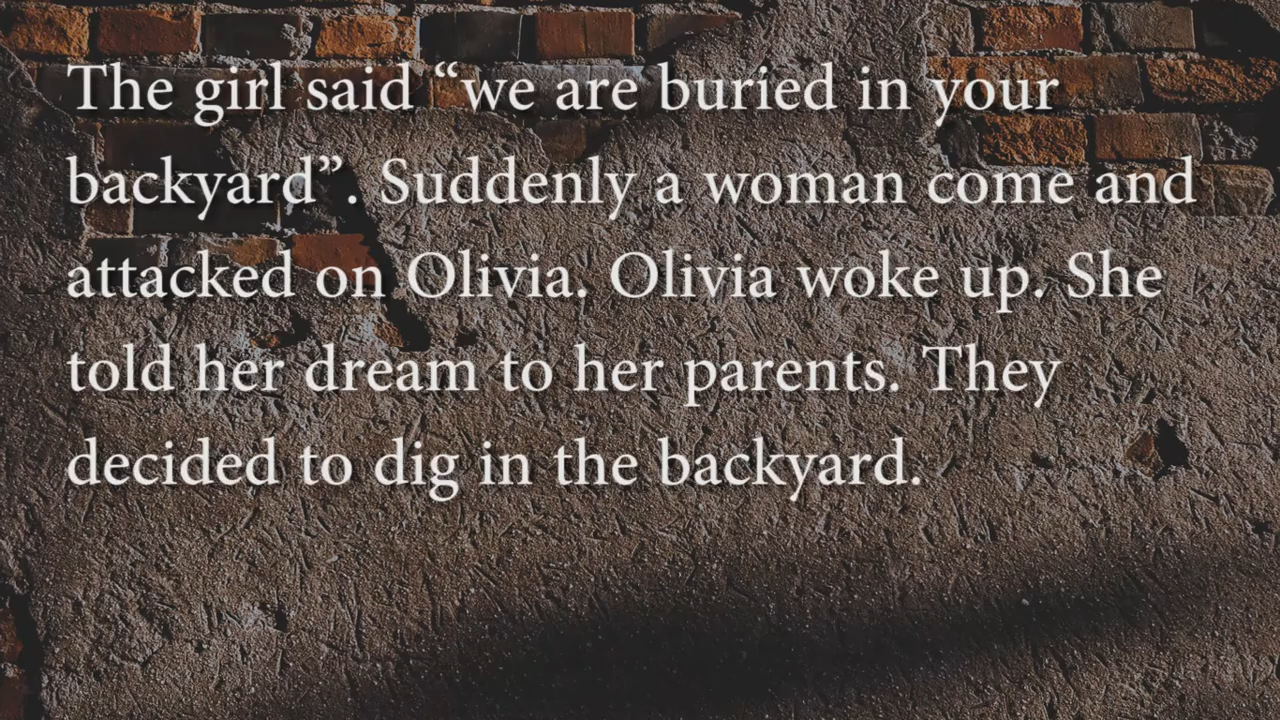 The girl said “we are buried in your
backyard”. Suddenly a woman come and
attacked on Olivia. Olivia woke up. She
told her dream to her parents. They
decided to dig in the backyard.